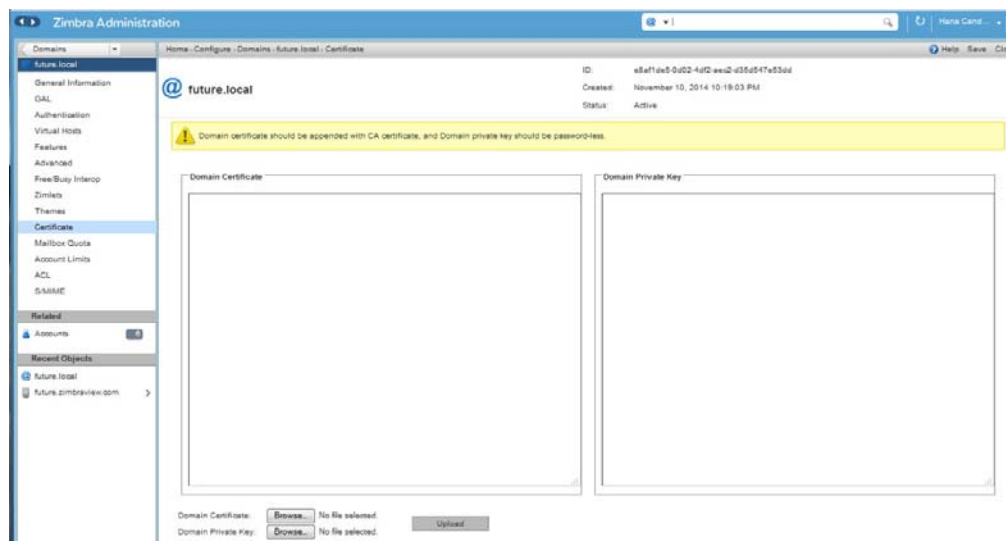 Zimbra Administration
Hana Cand...
Domains
Home - Configure - Domains - future.local - Certificate
Help Save Clo
future.local
General Information
GAL
Authentication
Virtual Hosts
Features
Advanced
Free/Busy Interop
Zimlets
Themes
Certificate
Mailbox Quota
Account Limits
ACL
S/MIME
Related
Accounts
Recent Objects
future.local
future.zimbraview.com
@ future.local
ID:
Created: November 10, 2014 10:19:03 PM
Status: Active
Domain certificate should be appended with CA certificate, and Domain private key should be password-less.
Domain Certificate
Domain Private Key
Domain Certificate: Browse... No file selected.
Domain Private Key: Browse... No file selected.
Upload